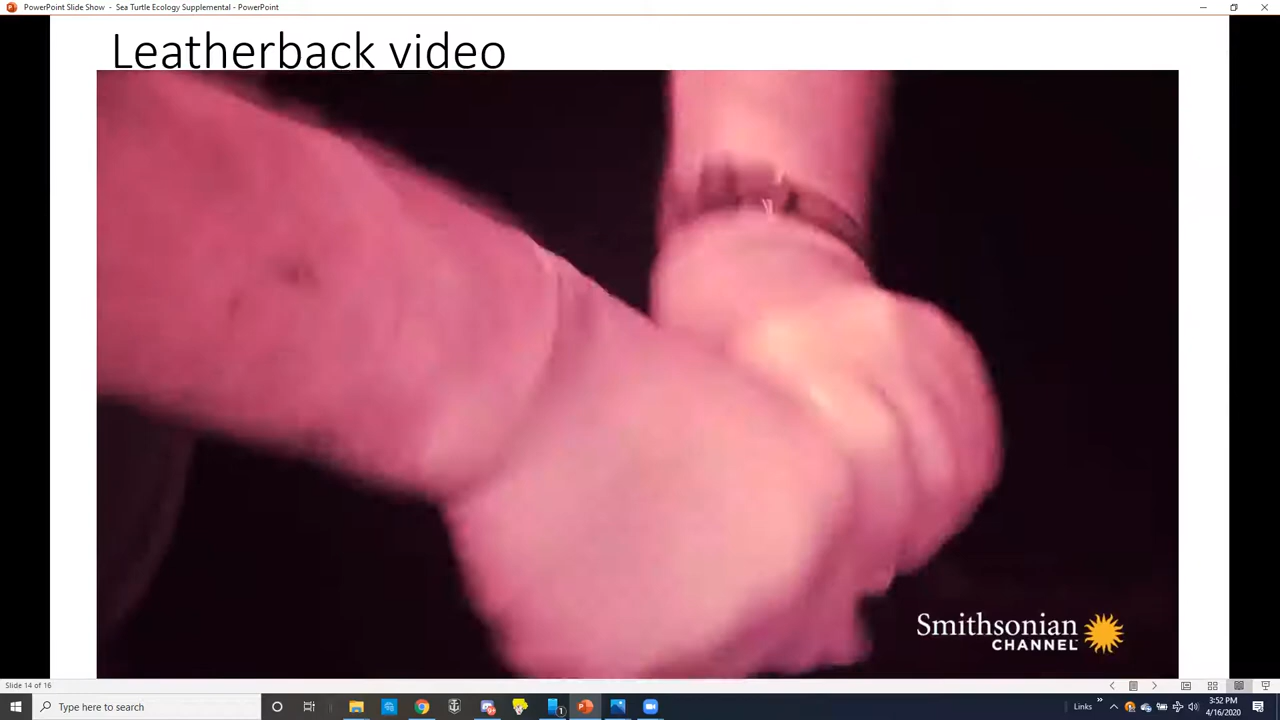 PowerPoint Slide Show - Sea Turtle Ecology Supplemental - PowerPoint
Leatherback video
Smithsonian
CHANNEL
Slide 14 of 16
Type here to search
1
Links
3:52 PM
4/16/2020